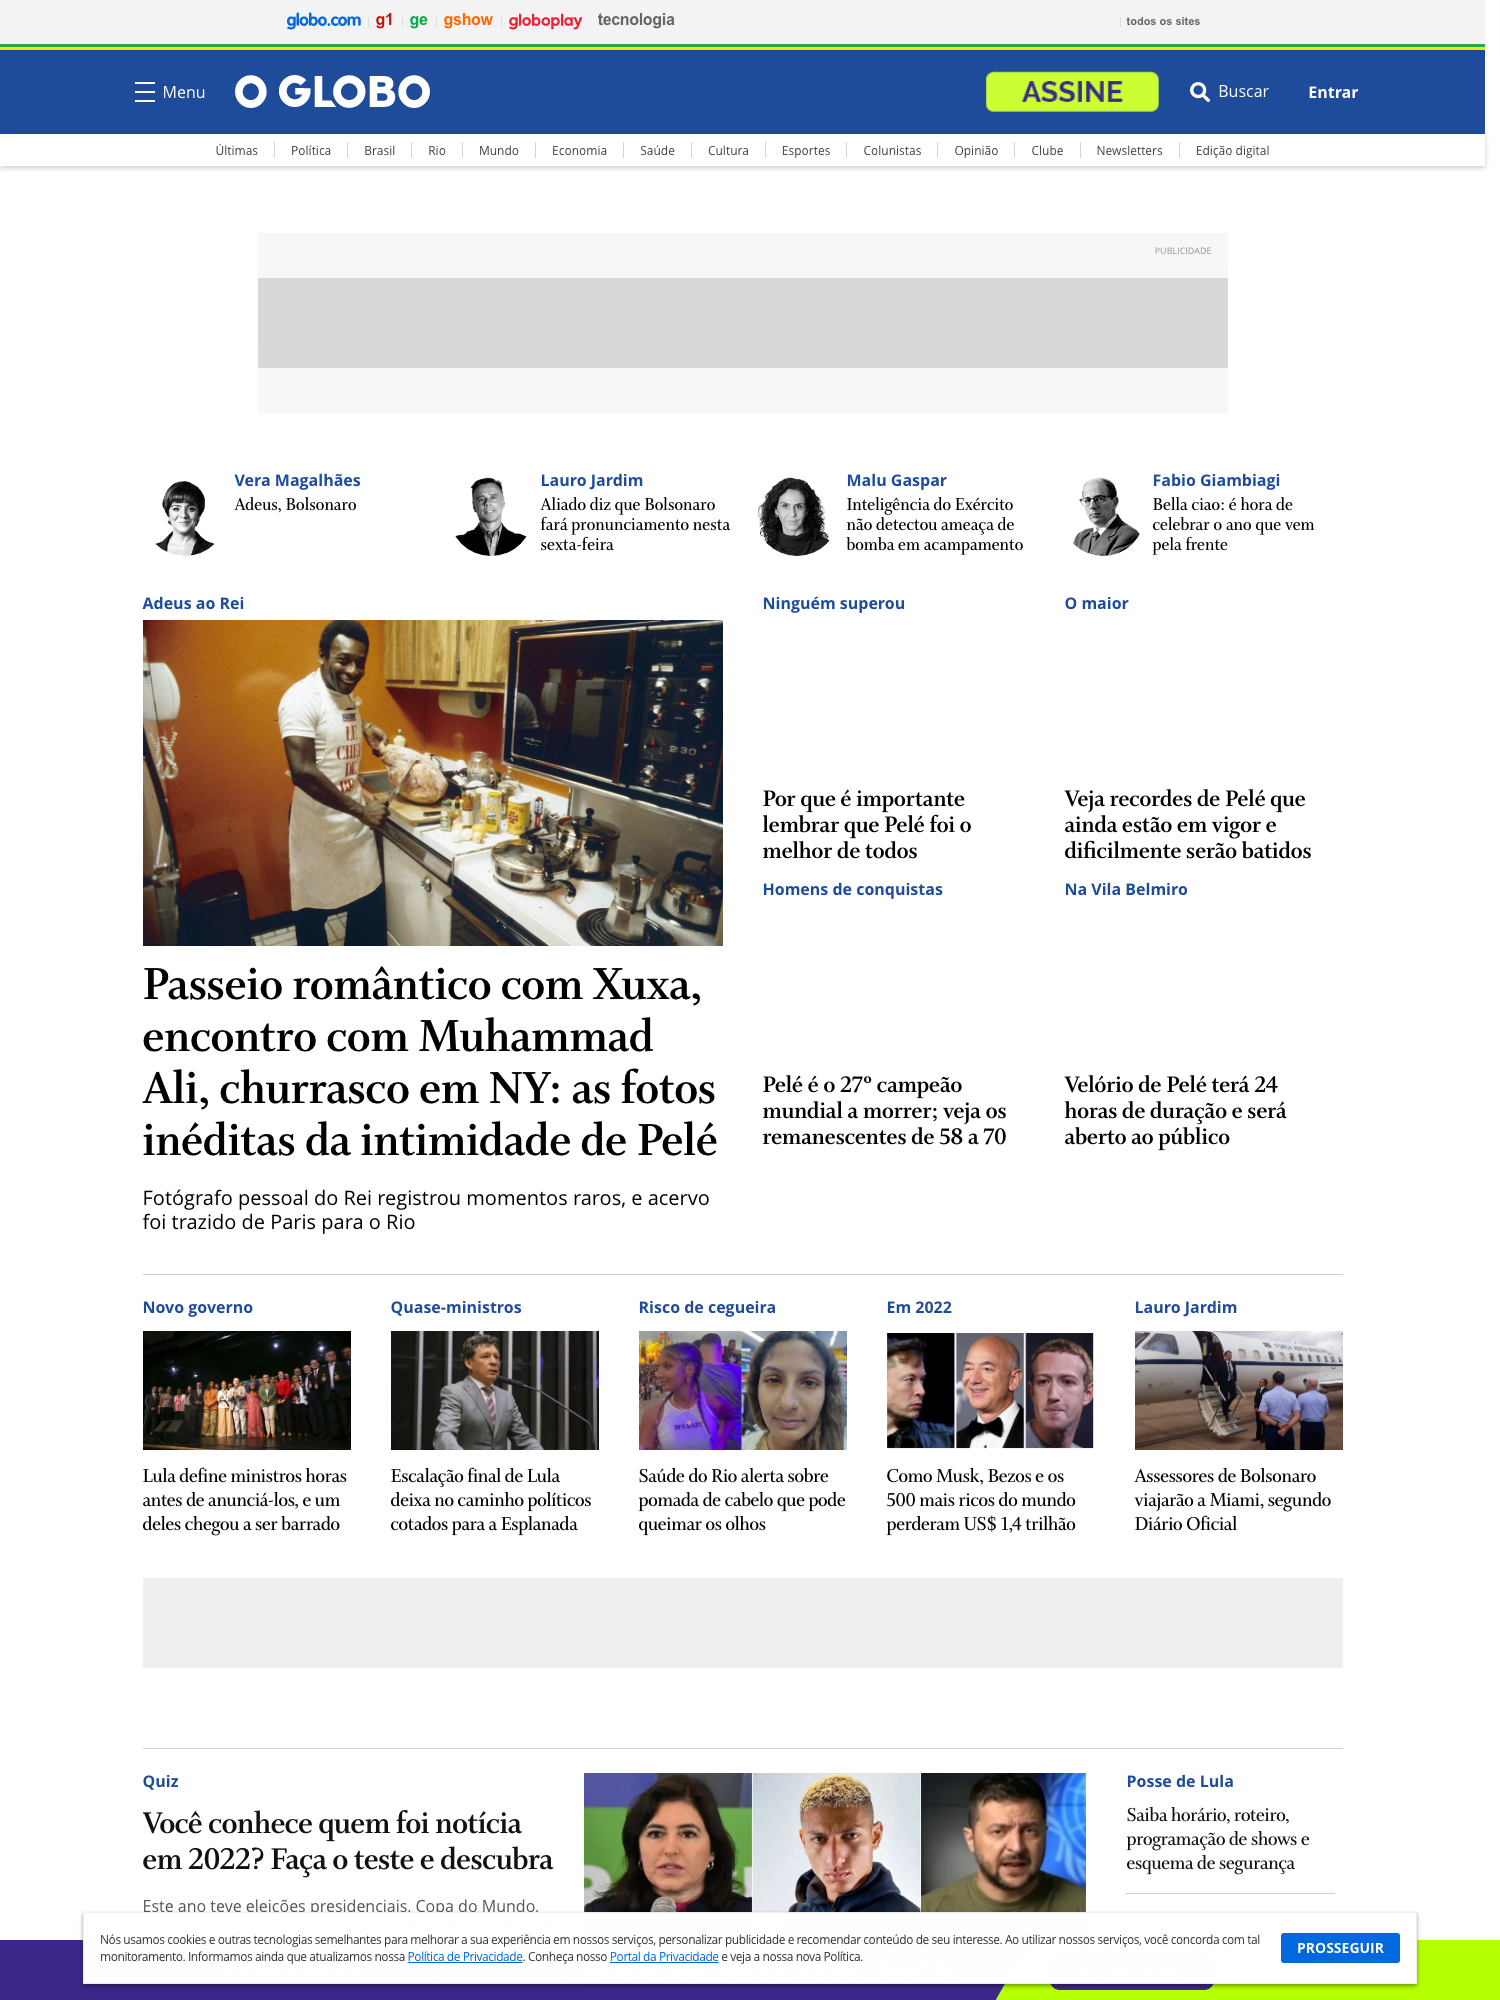 globo.com g1 ge gshow globoplay tecnologia todos os sites
Menu O GLOBO ASSINE Buscar Entrar
Últimas Política Brasil Rio Mundo Economia Saúde Cultura Esportes Colunistas Opinião Clube Newsletters Edição digital
PUBLICIDADE
Vera Magalhães
Adeus, Bolsonaro
Lauro Jardim
Aliado diz que Bolsonaro
fará pronunciamento nesta
sexta-feira
Malu Gaspar
Inteligência do Exército
não detectou ameaça de
bomba em acampamento
Fabio Giambiagi
Bella ciao: é hora de
celebrar o ano que vem
pela frente
Adeus ao Rei
Passeio romântico com Xuxa,
encontro com Muhammad
Ali, churrasco em NY: as fotos
inéditas da intimidade de Pelé
Fotógrafo pessoal do Rei registrou momentos raros, e acervo
foi trazido de Paris para o Rio
Ninguém superou
Por que é importante
lembrar que Pelé foi o
melhor de todos
O maior
Veja recordes de Pelé que
ainda estão em vigor e
dificilmente serão batidos
Homens de conquistas
Pelé é o 27º campeão
mundial a morrer; veja os
remanescentes de 58 a 70
Na Vila Belmiro
Velório de Pelé terá 24
horas de duração e será
aberto ao público
Novo governo
Lula define ministros horas
antes de anunciá-los, e um
deles chegou a ser barrado
Quase-ministros
Escalação final de Lula
deixa no caminho políticos
cotados para a Esplanada
Risco de cegueira
Saúde do Rio alerta sobre
pomada de cabelo que pode
queimar os olhos
Em 2022
Como Musk, Bezos e os
500 mais ricos do mundo
perderam US$ 1,4 trilhão
Lauro Jardim
Assessores de Bolsonaro
viajarão a Miami, segundo
Diário Oficial
Quiz
Você conhece quem foi notícia
em 2022? Faça o teste e descubra
Este ano teve eleições presidenciais, Copa do Mundo,
Posse de Lula
Saiba horário, roteiro,
programação de shows e
esquema de segurança
Nós usamos cookies e outras tecnologias semelhantes para melhorar a sua experiência em nossos serviços, personalizar publicidade e recomendar conteúdo de seu interesse. Ao utilizar nossos serviços, você concorda com tal
monitoramento. Informamos ainda que atualizamos nossa Política de Privacidade. Conheça nosso Portal da Privacidade e veja a nossa nova Política.
PROSSEGUIR